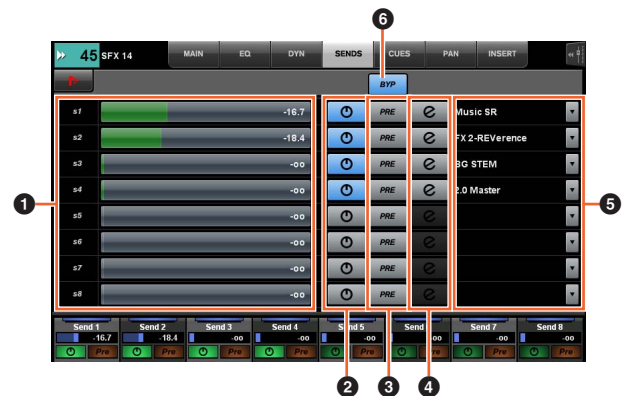 6
45 SFX 14 MAIN EQ DYN SENDS CUES PAN INSERT
BYP
s1 -16.7 PRE e Music SR
s2 -18.4 PRE e FX 2-REVerence
s3 -oo PRE e BG STEM
s4 -oo PRE e 2.0 Master
1
5
s5 -oo PRE e
s6 -oo PRE e
s7 -oo PRE e
s8 -oo PRE e
Send 1 Send 2 Send 3 Send 4 Send 5 Send Send 7 Send 8
-16.7 -18.4 -oo -oo -oo -oo -oo -oo
Pre Pre Pre Pre Pre Pre Pre Pre
2 3 4